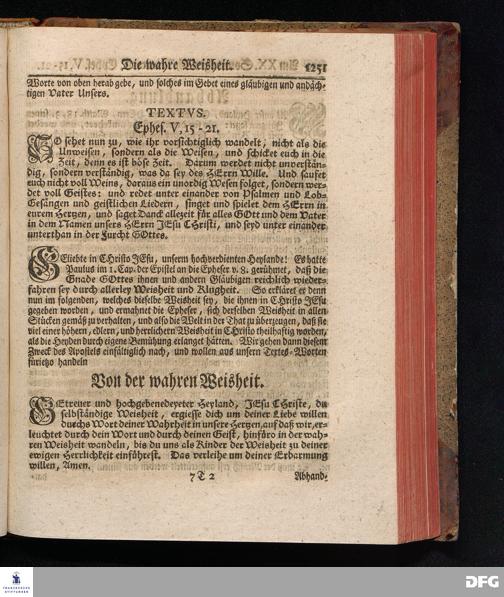 Die wahre Weisheit. 1251
Worte von oben herab gebe, und solches im Gebet eines gläubigen und andäch-
tigen Vater Unsers.
TEXTVS.
Ephes. V, 15-21.
SO sehet nun zu, wie ihr vorsichtiglich wandelt, nicht als die
Unweisen, sondern als die Weisen, und schicket euch in die
Zeit, denn es ist böse Zeit. Darum werdet nicht unverstän-
dig, sondern verständig, was da sey des HErrn Wille. Und saufet
euch nicht voll Weins, daraus ein unordig Wesen folget, sondern wer-
det voll Geistes: und redet unter einander von Psalmen und Lob-
Gesängen und geistlichen Liedern, singet und spielet dem HErrn in
eurem Hertzen, und saget Danck allezeit für alles GOtt und dem Vater
in dem Namen unsers HErrn JEsu CHristi, und seyd unter einander
unterthan in der Furcht GOttes.
GEliebte in CHristo JEsu, unserm hochverdienten Heylande! Es hatte
Paulus im 1. Cap. der Epistel an die Epheser v. 8. gerühmet, daß die
Gnade GOttes ihnen und andern Gläubigen reichlich wieder-
fahren sey durch allerley Weisheit und Klugheit. So erkläret er denn
nun im folgenden, welches dieselbe Weisheit sey, die ihnen in CHristo JEsu
gegeben worden, und ermahnet die Epheser, sich derselben Weisheit in allen
Stücken gemäß zu verhalten, und also die Welt in der That zu überzeugen, daß sie
viel einer höhern, edlern, und herrlichern Weisheit in CHristo theilhaftig worden,
als die Heyden durch eigene Bemühung erlanget hätten. Wir gehen dann diesem
Zweck des Apostels einfältiglich nach, und wollen aus unsern Textes-Worten
fürietzo handeln
Von der wahren Weisheit.
GEtreuer und hochgebenedeyeter Heyland, JEsu CHriste, du
selbständige Weisheit, ergiesse dich um deiner Liebe willen
durchs Wort deiner Wahrheit in unsere Hertzen, auf daß wir, er-
leuchtet durch dein Wort und durch deinen Geist, hinfüro in der wah-
ren Weisheit wandeln, bis du uns als Kinder der Weisheit zu deiner
ewigen Herrlichkeit einführest. Das verleihe um deiner Erbarmung
willen, Amen.
7 T 2 Abhand-
FRANCKESCHE
STIFTUNGEN
DFG